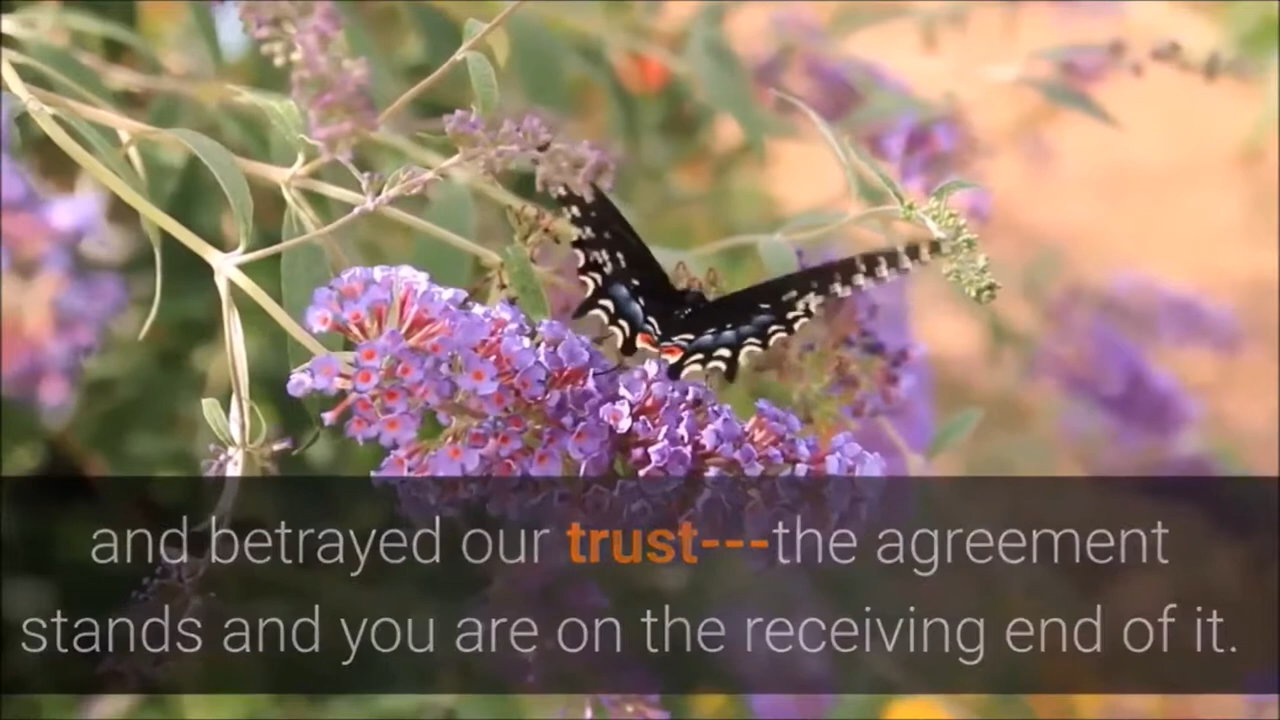 and betrayed our trust---the agreement
stands and you are on the receiving end of it.